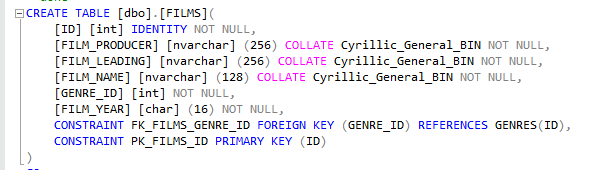 CREATE TABLE [dbo].[FILMS](
[ID] [int] IDENTITY NOT NULL,
[FILM_PRODUCER] [nvarchar] (256) COLLATE Cyrillic_General_BIN NOT NULL,
[FILM_LEADING] [nvarchar] (256) COLLATE Cyrillic_General_BIN NOT NULL,
[FILM_NAME] [nvarchar] (128) COLLATE Cyrillic_General_BIN NOT NULL,
[GENRE_ID] [int] NOT NULL,
[FILM_YEAR] [char] (16) NOT NULL,
CONSTRAINT FK_FILMS_GENRE_ID FOREIGN KEY (GENRE_ID) REFERENCES GENRES(ID),
CONSTRAINT PK_FILMS_ID PRIMARY KEY (ID)
)